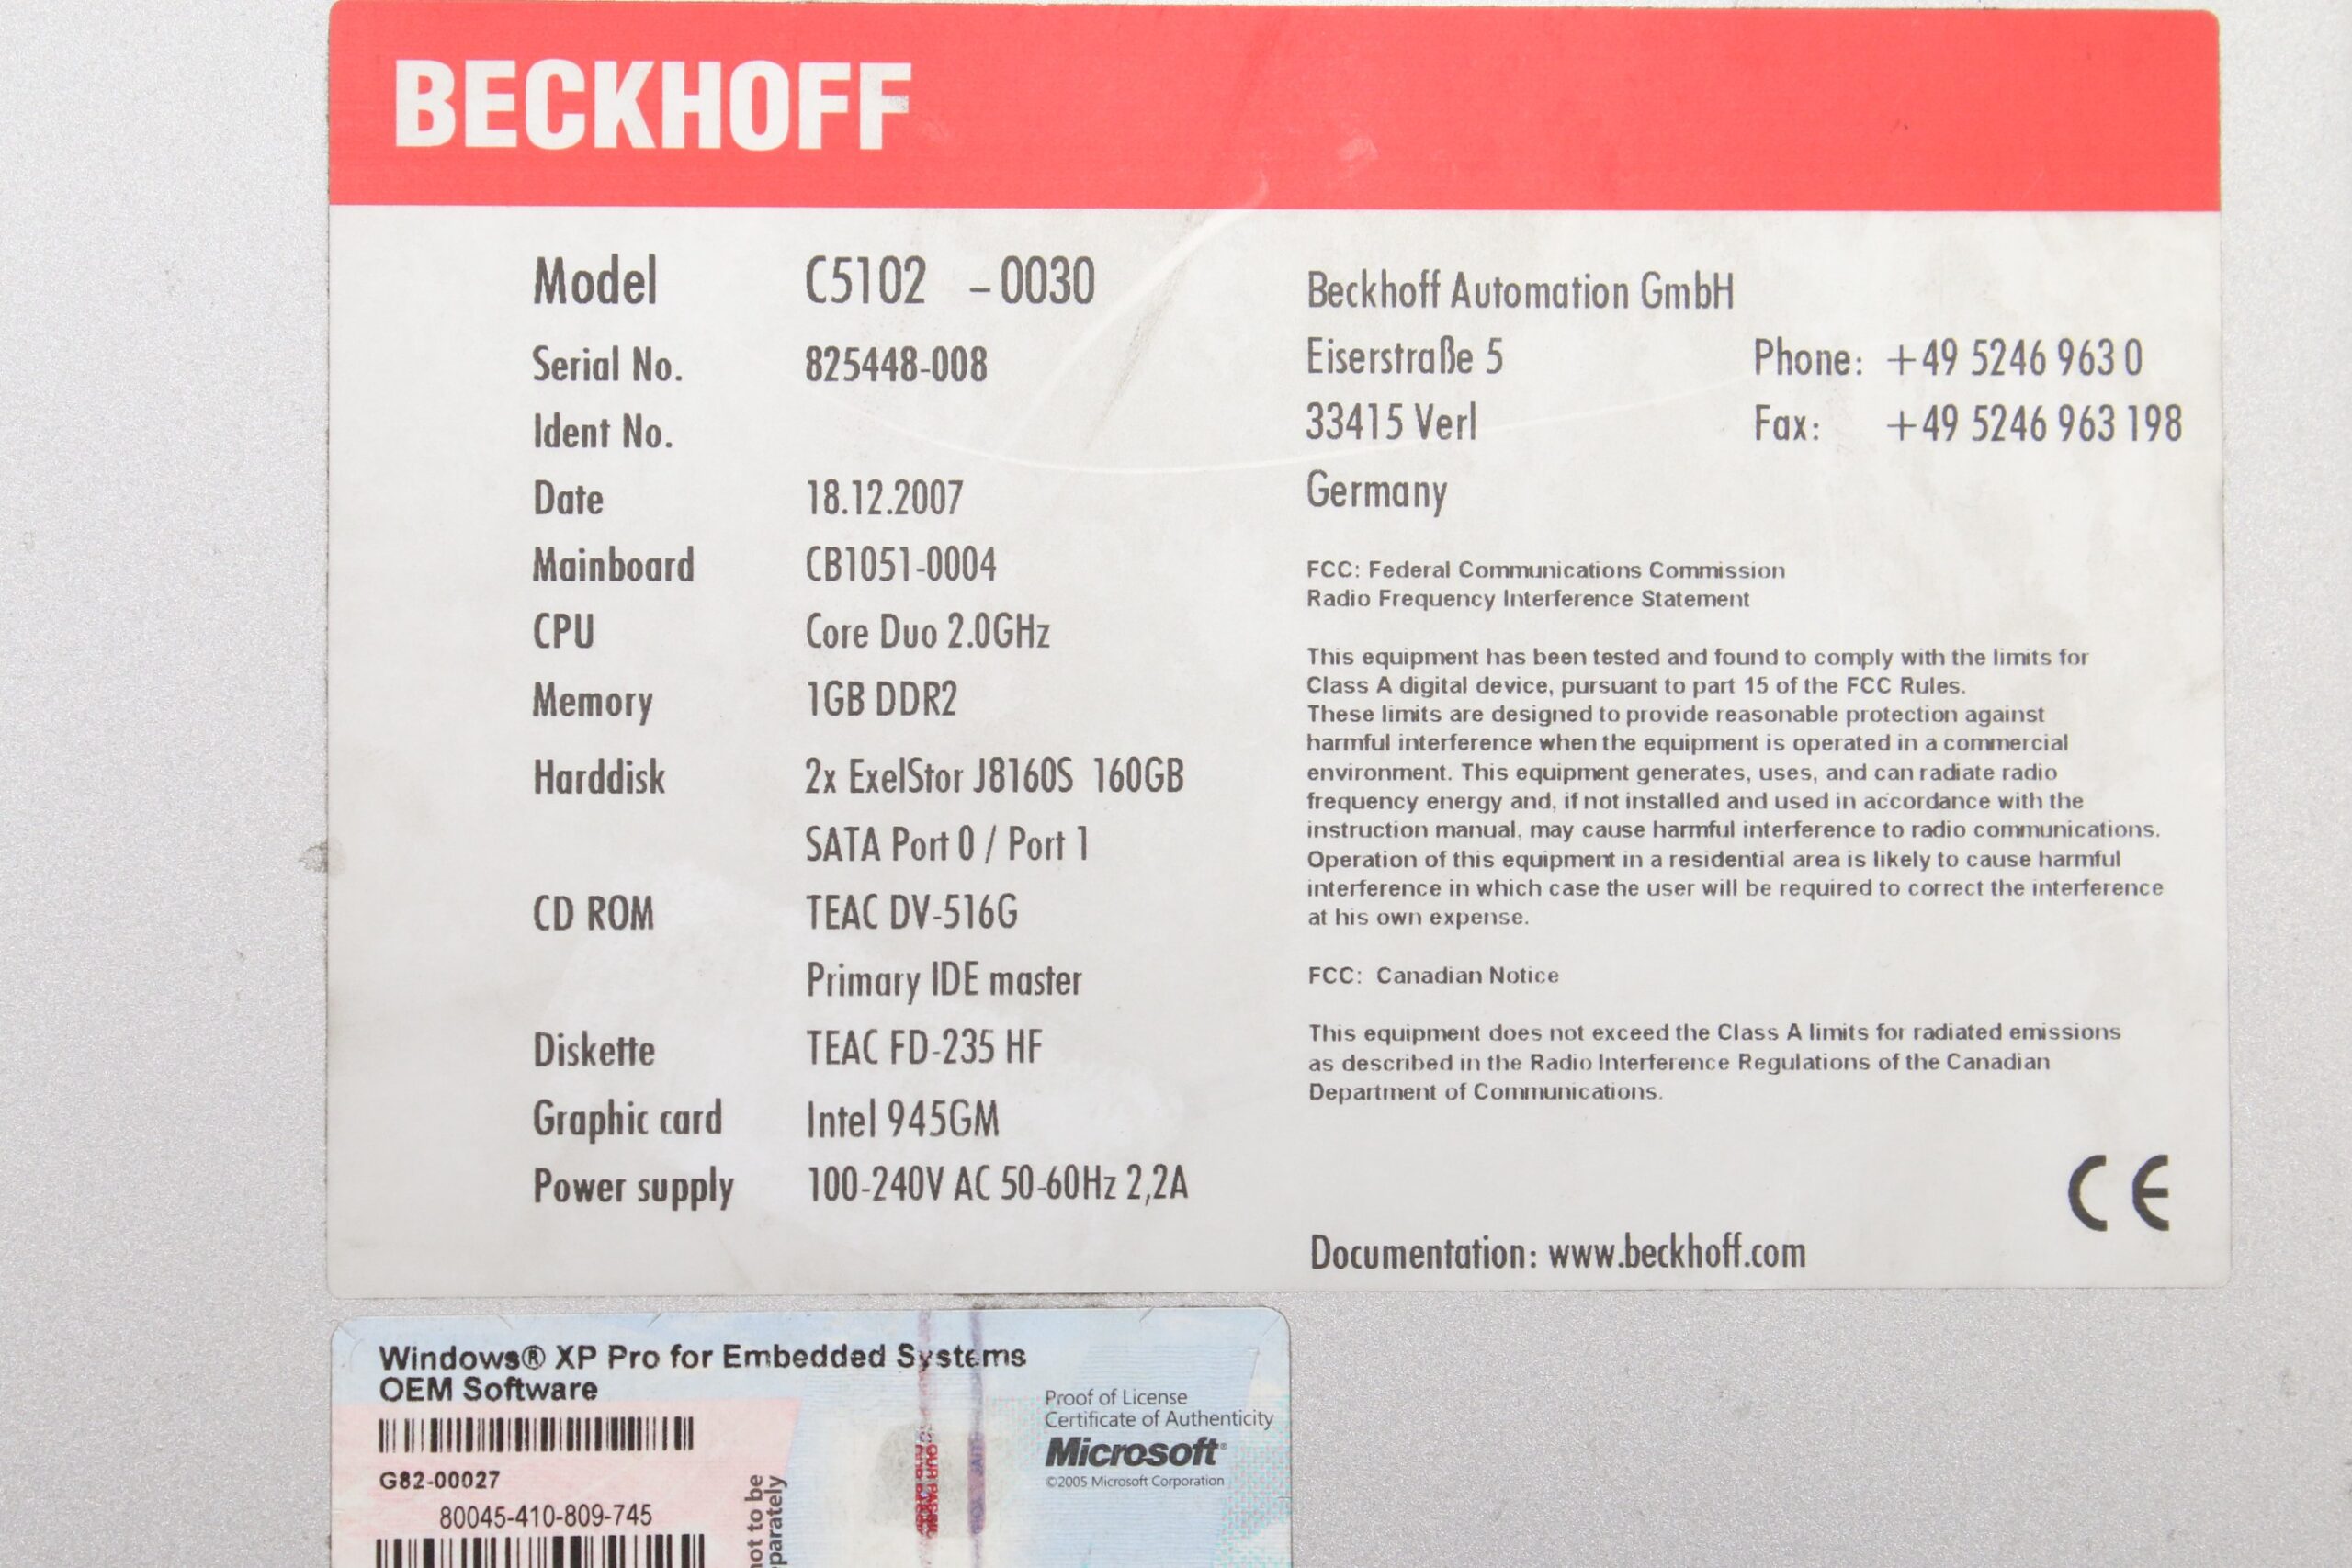 BECKHOFF
Model C5102 -0030
Serial No. 825448-008
Ident No.
Date 18.12.2007
Mainboard CB1051-0004
CPU Core Duo 2.0GHz
Memory 1GB DDR2
Harddisk 2x ExelStor J8160S 160GB
SATA Port 0 / Port 1
CD ROM TEAC DV-516G
Primary IDE master
Diskette TEAC FD-235 HF
Graphic card Intel 945GM
Power supply 100-240V AC 50-60Hz 2,2A
Beckhoff Automation GmbH
Eiserstraße 5 Phone: +49 5246 963 0
33415 Verl Fax: +49 5246 963 198
Germany
FCC: Federal Communications Commission
Radio Frequency Interference Statement
This equipment has been tested and found to comply with the limits for
Class A digital device, pursuant to part 15 of the FCC Rules.
These limits are designed to provide reasonable protection against
harmful interference when the equipment is operated in a commercial
environment. This equipment generates, uses, and can radiate radio
frequency energy and, if not installed and used in accordance with the
instruction manual, may cause harmful interference to radio communications.
Operation of this equipment in a residential area is likely to cause harmful
interference in which case the user will be required to correct the interference
at his own expense.
FCC: Canadian Notice
This equipment does not exceed the Class A limits for radiated emissions
as described in the Radio Interference Regulations of the Canadian
Department of Communications.
CE
Documentation: www.beckhoff.com
Windows® XP Pro for Embedded Systems
OEM Software
G82-00027
80045-410-809-745
not to be
Proof of License
Certificate of Authenticity
Microsoft®
©2005 Microsoft Corporation